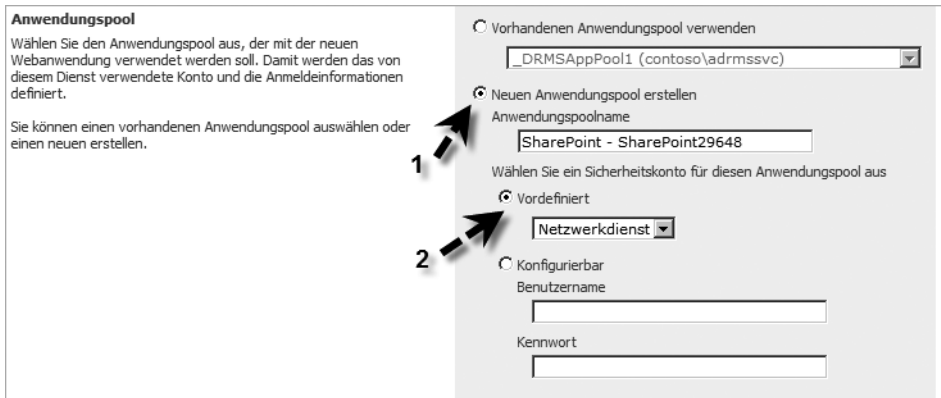 Anwendungspool
Wählen Sie den Anwendungspool aus, der mit der neuen
Webanwendung verwendet werden soll. Damit werden das von
diesem Dienst verwendete Konto und die Anmeldeinformationen
definiert.
Sie können einen vorhandenen Anwendungspool auswählen oder
einen neuen erstellen.
Vorhandenen Anwendungspool verwenden
_DRMSAppPool1 (contoso\adrmssvc)
Neuen Anwendungspool erstellen
Anwendungspoolname
SharePoint - SharePoint29648
1
Wählen Sie ein Sicherheitskonto für diesen Anwendungspool aus
Vordefiniert
Netzwerkdienst
2
Konfigurierbar
Benutzername
Kennwort